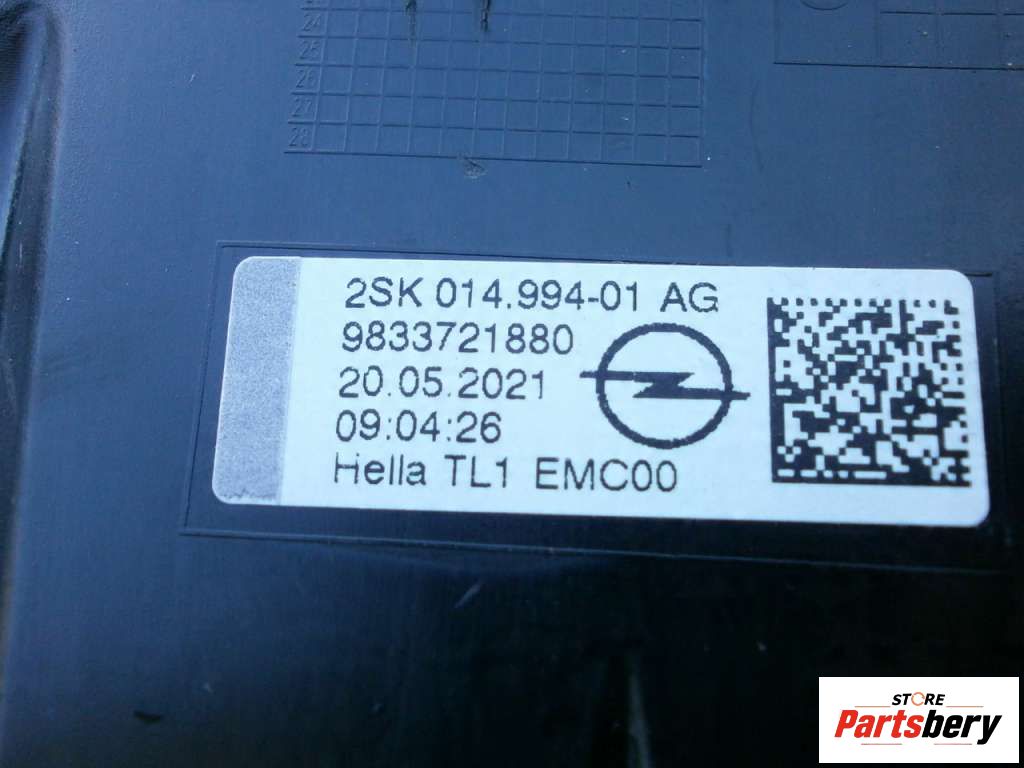 24
25
26
27
28
2SK 014.994-01 AG
9833721880
20.05.2021
09:04:26
Hella TL1 EMC00
STORE
Partsbery